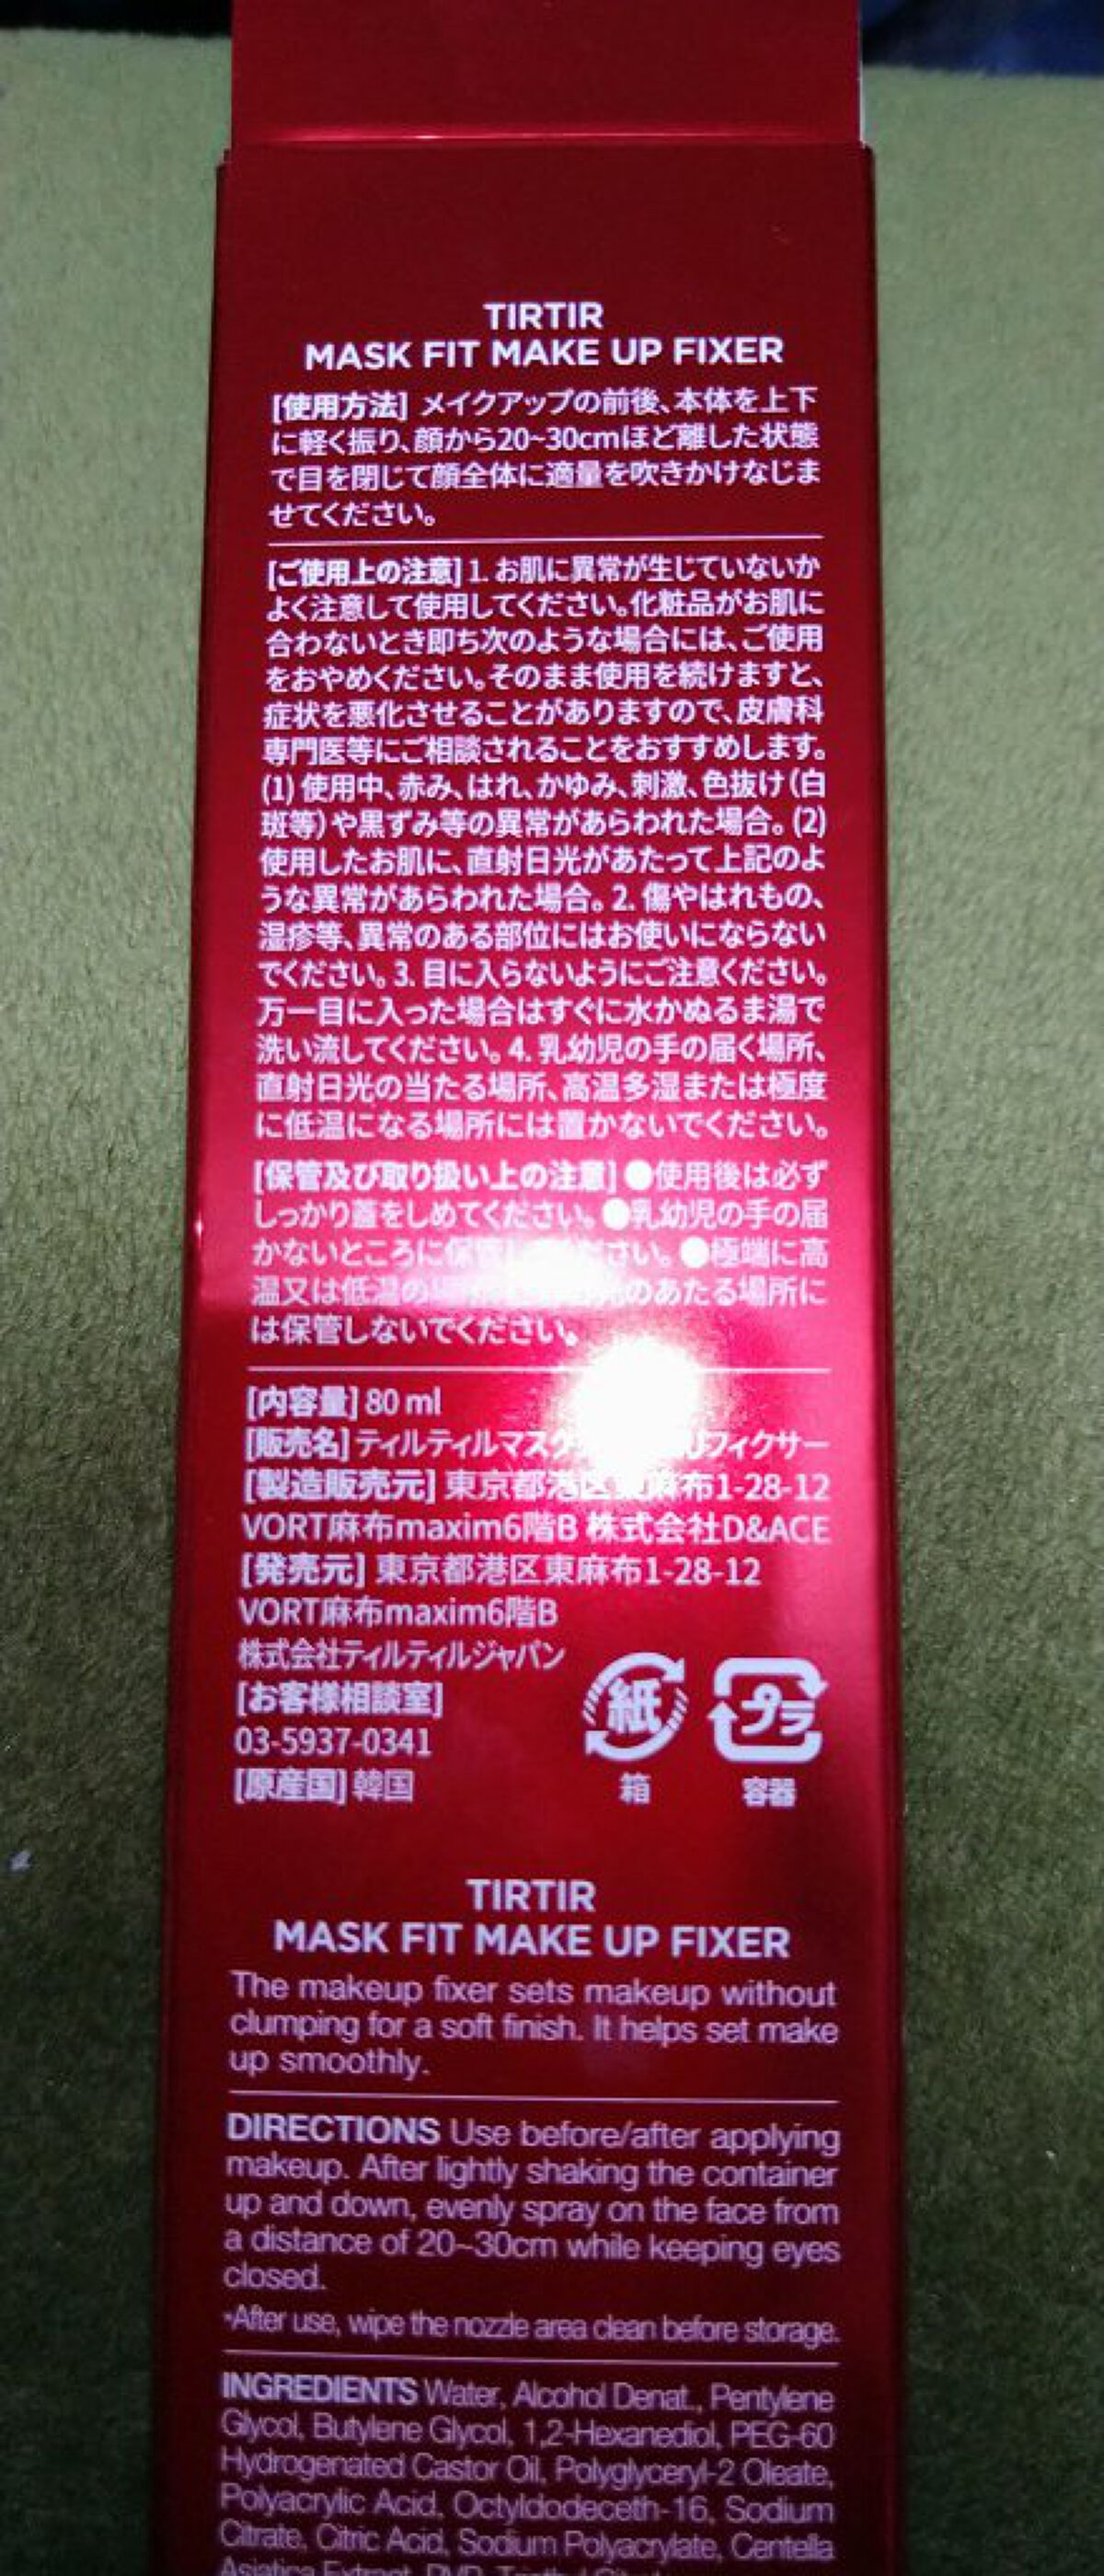 TIRTIR
MASK FIT MAKE UP FIXER
[使用方法] メイクアップの前後、本体を上下
に軽く振り、顔から20~30cmほど離した状態
で目を閉じて顔全体に適量を吹きかけなじま
せてください。
[ご使用上の注意] 1. お肌に異常が生じていないか
よく注意して使用してください。化粧品がお肌に
合わないとき即ち次のような場合には、ご使用
をおやめください。そのまま使用を続けますと、
症状を悪化させることがありますので、皮膚科
専門医等にご相談されることをおすすめします。
(1) 使用中、赤み、はれ、かゆみ、刺激、色抜け(白
斑等)や黒ずみ等の異常があらわれた場合。(2)
使用したお肌に、直射日光があたって上記のよ
うな異常があらわれた場合。2. 傷やはれもの、
湿疹等、異常のある部位にはお使いにならない
でください。3. 目に入らないようにご注意ください。
万一目に入った場合はすぐに水かぬるま湯で
洗い流してください。4. 乳幼児の手の届く場所、
直射日光の当たる場所、高温多湿または極度
に低温になる場所には置かないでください。
[保管及び取り扱い上の注意] ●使用後は必ず
しっかり蓋をしめてください。●乳幼児の手の届
かないところに保管 さい。●極端に高
温又は低温の のあたる場所に
は保管しないでください。
[内容量] 80 ml
[販売名] ティルティルマスク フィクサー
[製造販売元] 東京都港区東麻布1-28-12
VORT麻布maxim6階B 株式会社D&ACE
[発売元] 東京都港区東麻布1-28-12
VORT麻布maxim6階B
株式会社ティルティルジャパン
[お客様相談室]
03-5937-0341
[原産国] 韓国
紙 プラ
箱 容器
TIRTIR
MASK FIT MAKE UP FIXER
The makeup fixer sets makeup without
clumping for a soft finish. It helps set make
up smoothly.
DIRECTIONS Use before/after applying
makeup. After lightly shaking the container
up and down, evenly spray on the face from
a distance of 20~30cm while keeping eyes
closed.
*After use, wipe the nozzle area clean before storage.
INGREDIENTS Water, Alcohol Denat., Pentylene
Glycol, Butylene Glycol, 1,2-Hexanediol, PEG-60
Hydrogenated Castor Oil, Polyglyceryl-2 Oleate,
Polyacrylic Acid, Octyldodeceth-16, Sodium
Citrate, Citric Acid, Sodium Polyacrylate, Centella
Asiatica Extract, PVP, Triethyl